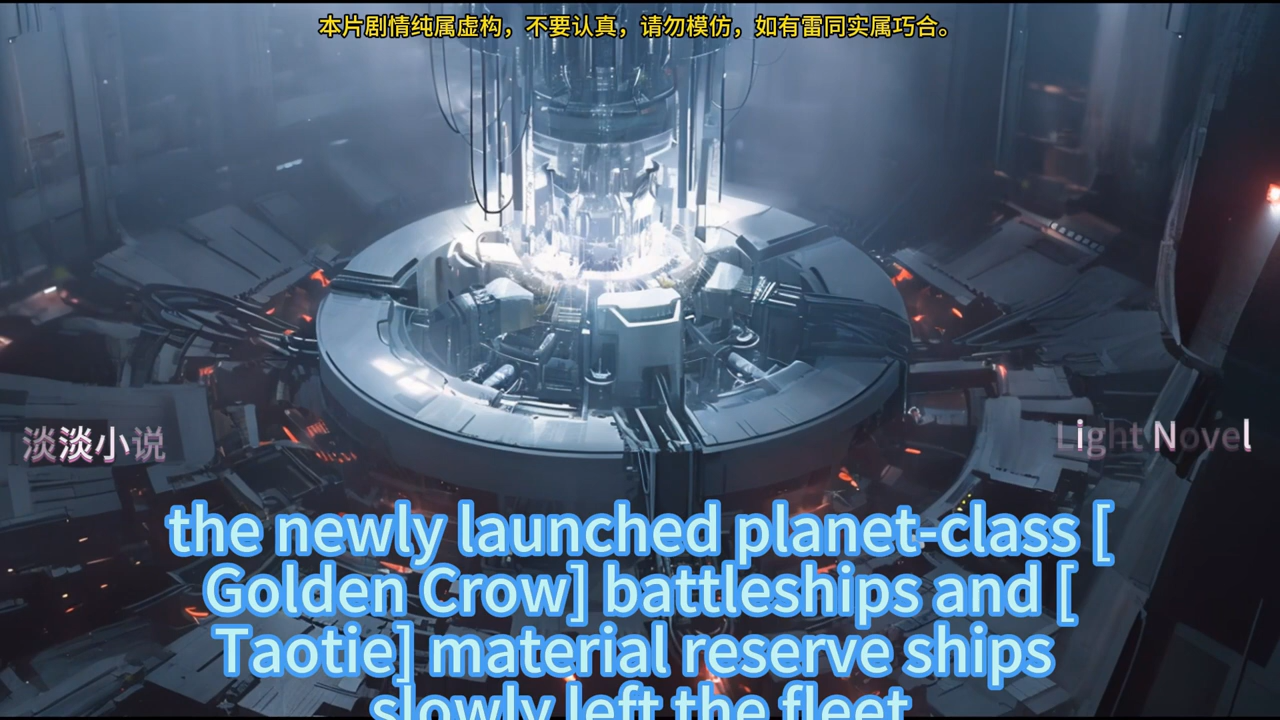 本片剧情纯属虚构，不要认真，请勿模仿，如有雷同实属巧合。
淡淡小说
Light Novel
the newly launched planet-class [
Golden Crow] battleships and [
Taotie] material reserve ships
slowly left the fleet